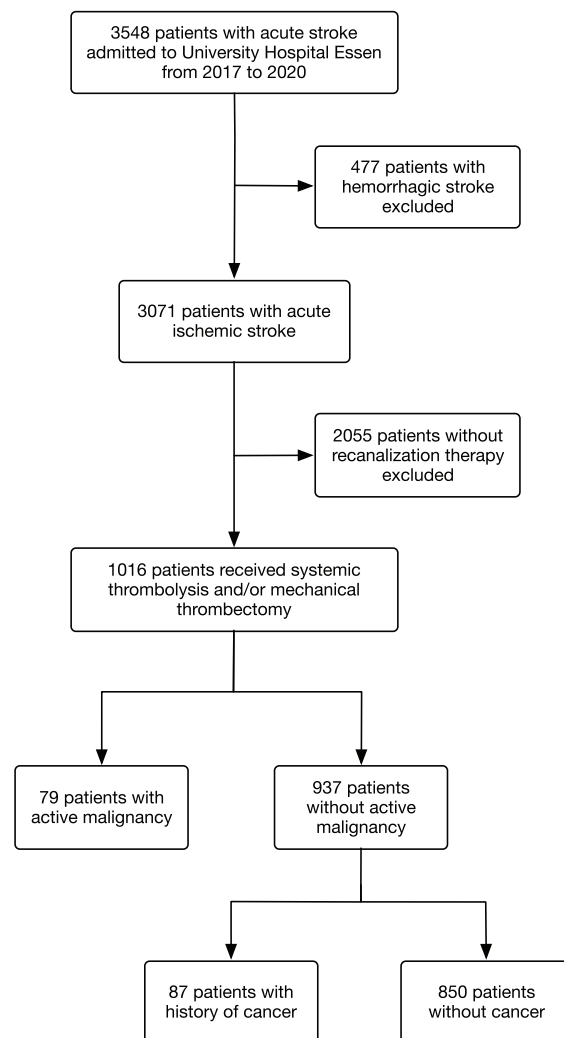 3548 patients with acute stroke
admitted to University Hospital Essen
from 2017 to 2020
477 patients with
hemorrhagic stroke
excluded
3071 patients with acute
ischemic stroke
2055 patients without
recanalization therapy
excluded
1016 patients received systemic
thrombolysis and/or mechanical
thrombectomy
79 patients with
active malignancy
937 patients
without active
malignancy
87 patients with
history of cancer
850 patients
without cancer